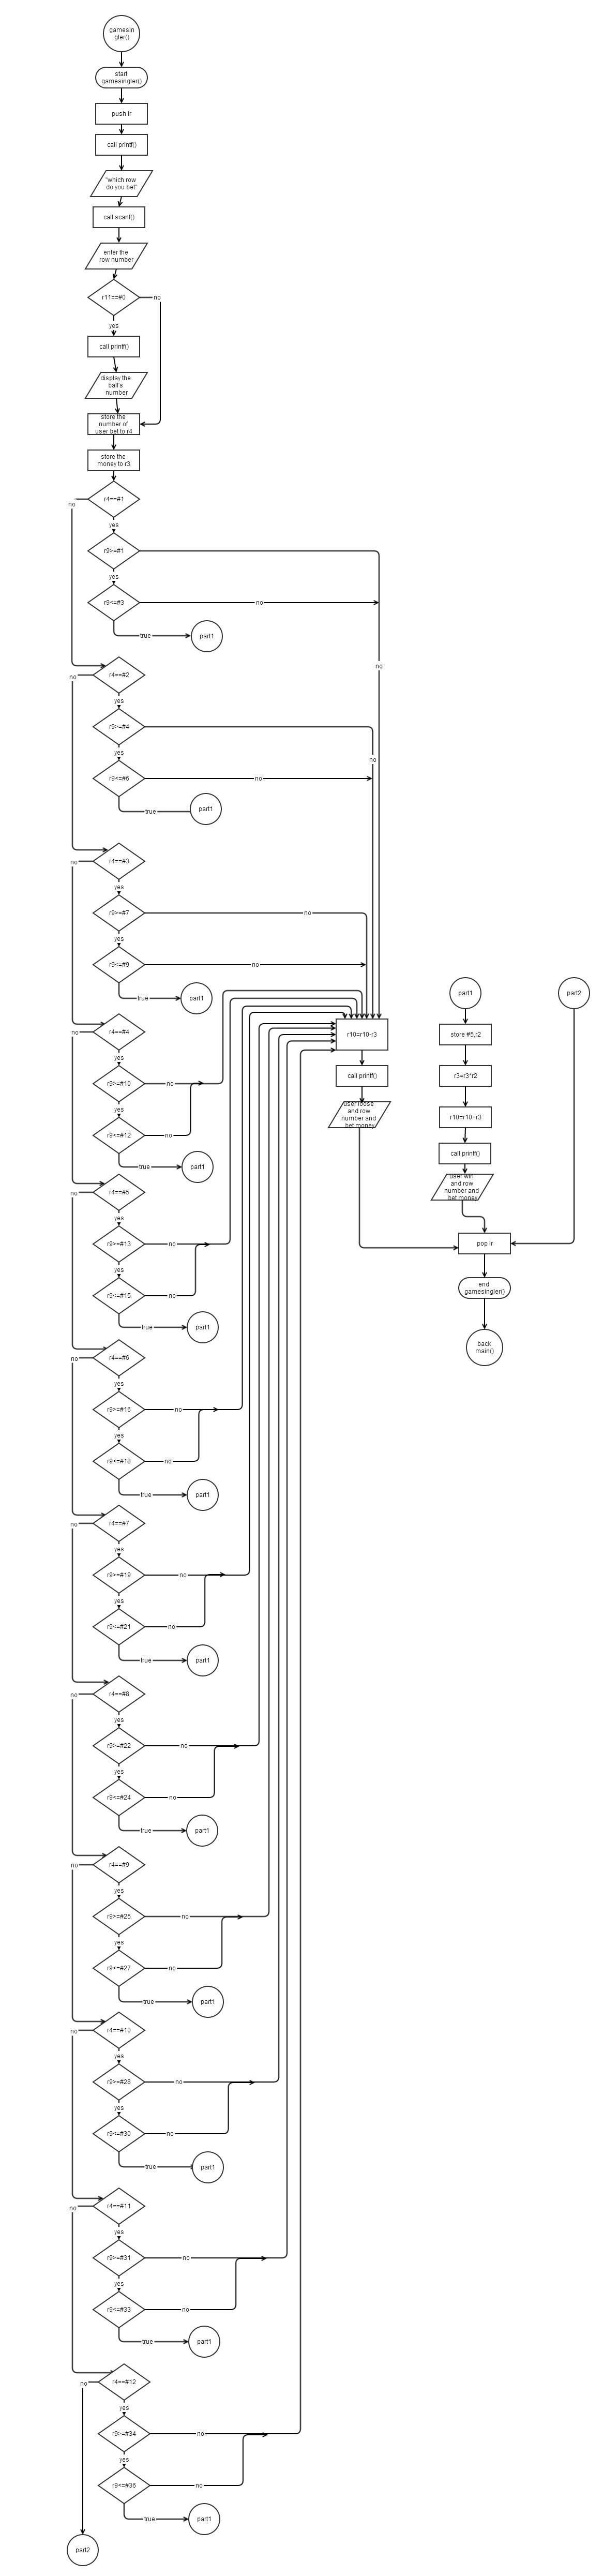 gamesin
gler()
start
gamesingler()
push lr
call printf()
"which row
do you bet"
call scanf()
enter the
row number
r11==#0
no
yes
call printf()
display the
ball's
number
store the
number of
user bet to r4
store the
money to r3
r4==#1
no
yes
r9>=#1
yes
r9<=#3
no
true
part1
no
r4==#2
no
yes
r9>=#4
no
yes
r9<=#6
no
true
part1
r4==#3
no
yes
r9>=#7
no
yes
r9<=#9
no
true
part1
r4==#4
no
yes
r9>=#10
no
yes
r9<=#12
no
true
part1
r4==#5
no
yes
r9>=#13
no
yes
r9<=#15
no
true
part1
r4==#6
no
yes
r9>=#16
no
yes
r9<=#18
no
true
part1
r4==#7
no
yes
r9>=#19
no
yes
r9<=#21
no
true
part1
r4==#8
no
yes
r9>=#22
no
yes
r9<=#24
no
true
part1
r4==#9
no
yes
r9>=#25
no
yes
r9<=#27
no
true
part1
r4==#10
no
yes
r9>=#28
no
yes
r9<=#30
no
true
part1
r4==#11
no
yes
r9>=#31
no
yes
r9<=#33
no
true
part1
r4==#12
no
yes
r9>=#34
no
yes
r9<=#36
no
true
part1
part2
r10=r10-r3
call printf()
user loose
and row
number and
bet money
part1
store #5,r2
r3=r3*r2
r10=r10+r3
call printf()
user win
and row
number and
bet money
part2
pop lr
end
gamesingler()
back
main()